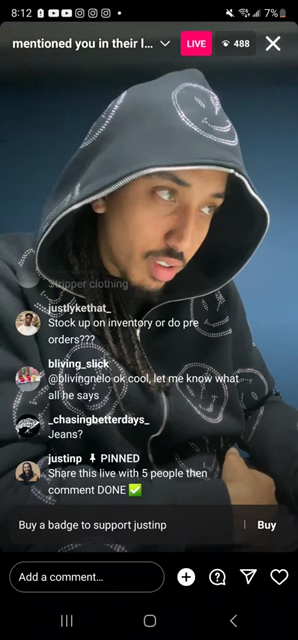 8:12
7%
mentioned you in their l...
LIVE
488
Stripper clothing
justlykethat_
Stock up on inventory or do pre
orders???
bliving_slick
@blivingnelo ok cool, let me know what
all he says
_chasingbetterdays_
Jeans?
justinp PINNED
Share this live with 5 people then
comment DONE ✅
Buy a badge to support justinp
Buy
Add a comment...